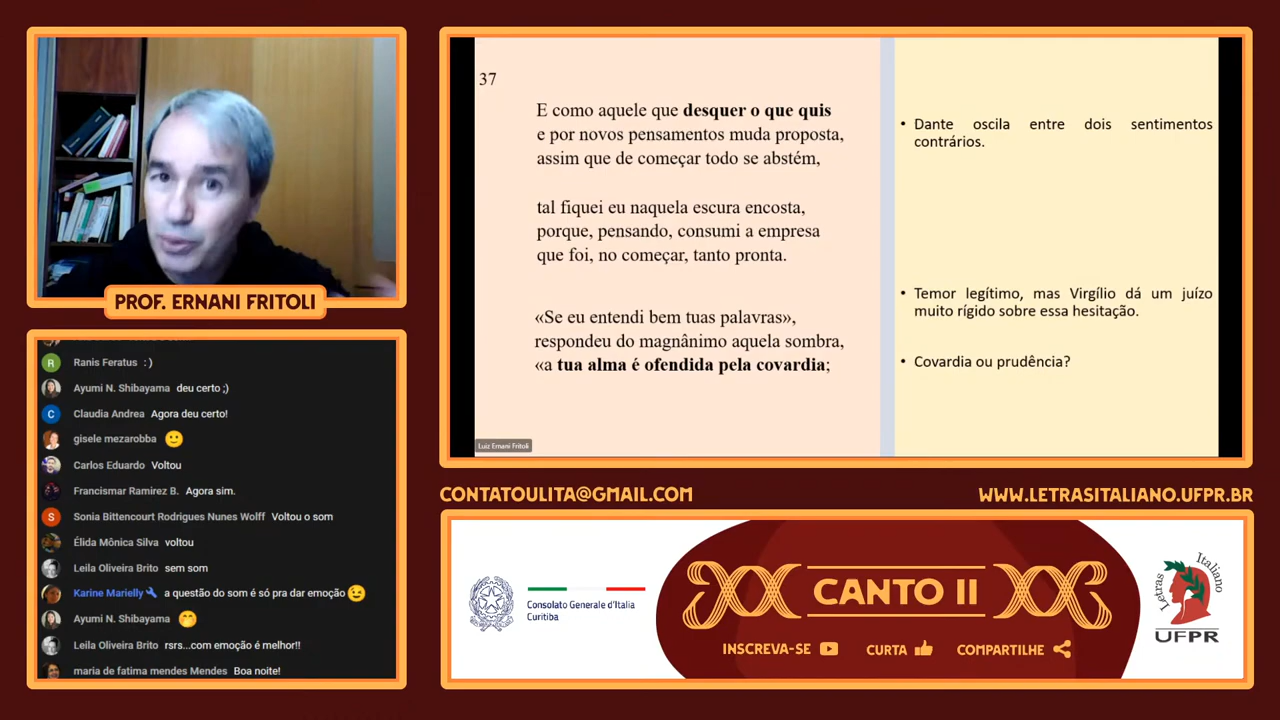 PROF. ERNANI FRITOLI
Ranis Feratus : )
Ayumi N. Shibayama deu certo ;)
Claudia Andrea Agora deu certo!
gisele mezarobba 🙂
Carlos Eduardo Voltou
Francismar Ramirez B. Agora sim.
Sonia Bittencourt Rodrigues Nunes Wolff Voltou o som
Élida Mônica Silva voltou
Leila Oliveira Brito sem som
Karine Marielly a questão do som é só pra dar emoção 😉
Ayumi N. Shibayama 🤭
Leila Oliveira Brito rsrs...com emoção é melhor!!
maria de fatima mendes Mendes Boa noite!
37
E como aquele que desquer o que quis
e por novos pensamentos muda proposta,
assim que de começar todo se abstém,
tal fiquei eu naquela escura encosta,
porque, pensando, consumi a empresa
que foi, no começar, tanto pronta.
«Se eu entendi bem tuas palavras»,
respondeu do magnânimo aquela sombra,
«a tua alma é ofendida pela covardia;
Luiz Ernani Fritoli
• Dante oscila entre dois sentimentos
contrários.
• Temor legítimo, mas Virgílio dá um juízo
muito rígido sobre essa hesitação.
• Covardia ou prudência?
CONTATOULITA@GMAIL.COM
WWW.LETRASITALIANO.UFPR.BR
Consolato Generale d'Italia
Curitiba
CANTO II
INSCREVA-SE
CURTA
COMPARTILHE
Letras
Italiano
UFPR